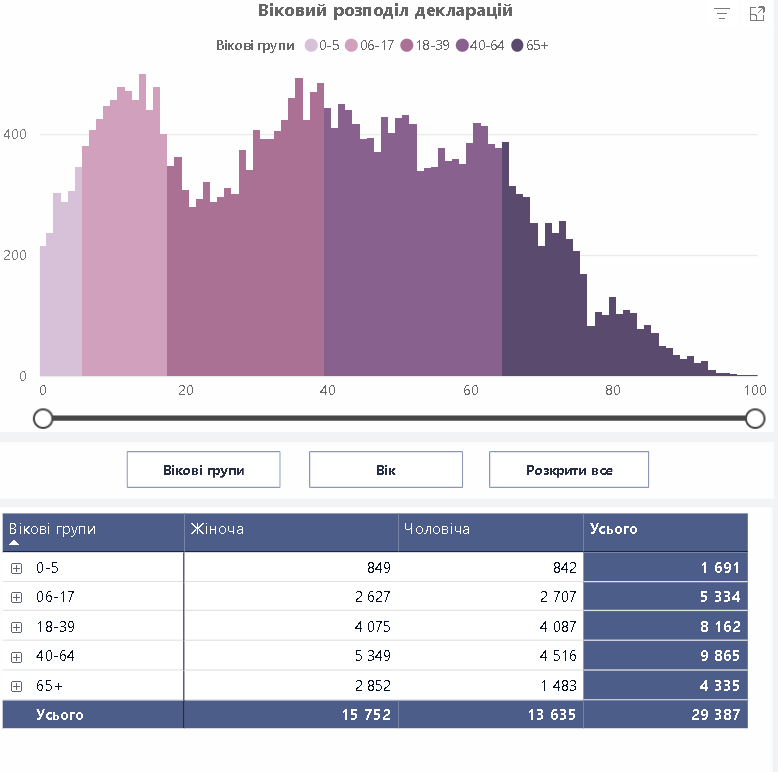 Віковий розподіл декларацій
Вікові групи 0-5 06-17 18-39 40-64 65+
400
200
0
0 20 40 60 80 100
Вікові групи Вік Розкрити все
Вікові групи Жіноча Чоловіча Усього
0-5 849 842 1 691
06-17 2 627 2 707 5 334
18-39 4 075 4 087 8 162
40-64 5 349 4 516 9 865
65+ 2 852 1 483 4 335
Усього 15 752 13 635 29 387